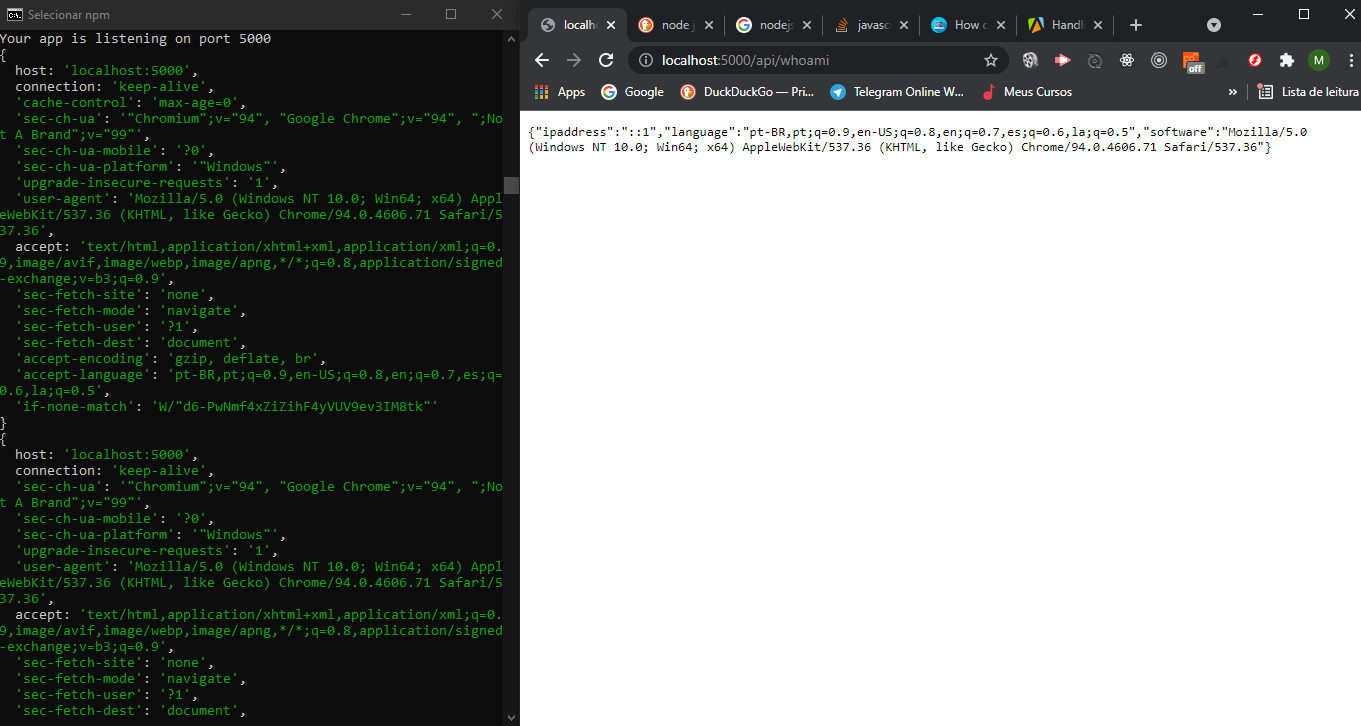 Selecionar npm
Your app is listening on port 5000
{
host: 'localhost:5000',
connection: 'keep-alive',
'cache-control': 'max-age=0',
'sec-ch-ua': '"Chromium";v="94", "Google Chrome";v="94", ";No
t A Brand";v="99"',
'sec-ch-ua-mobile': '?0',
'sec-ch-ua-platform': '"Windows"',
'upgrade-insecure-requests': '1',
'user-agent': 'Mozilla/5.0 (Windows NT 10.0; Win64; x64) Appl
eWebKit/537.36 (KHTML, like Gecko) Chrome/94.0.4606.71 Safari/5
37.36',
accept: 'text/html,application/xhtml+xml,application/xml;q=0.
9,image/avif,image/webp,image/apng,*/*;q=0.8,application/signed
-exchange;v=b3;q=0.9',
'sec-fetch-site': 'none',
'sec-fetch-mode': 'navigate',
'sec-fetch-user': '?1',
'sec-fetch-dest': 'document',
'accept-encoding': 'gzip, deflate, br',
'accept-language': 'pt-BR,pt;q=0.9,en-US;q=0.8,en;q=0.7,es;q=
0.6,la;q=0.5',
'if-none-match': 'W/"d6-PwNmf4xZiZihF4yVUV9ev3IM8tk"'
}
{
host: 'localhost:5000',
connection: 'keep-alive',
'sec-ch-ua': '"Chromium";v="94", "Google Chrome";v="94", ";No
t A Brand";v="99"',
'sec-ch-ua-mobile': '?0',
'sec-ch-ua-platform': '"Windows"',
'upgrade-insecure-requests': '1',
'user-agent': 'Mozilla/5.0 (Windows NT 10.0; Win64; x64) Appl
eWebKit/537.36 (KHTML, like Gecko) Chrome/94.0.4606.71 Safari/5
37.36',
accept: 'text/html,application/xhtml+xml,application/xml;q=0.
9,image/avif,image/webp,image/apng,*/*;q=0.8,application/signed
-exchange;v=b3;q=0.9',
'sec-fetch-site': 'none',
'sec-fetch-mode': 'navigate',
'sec-fetch-user': '?1',
'sec-fetch-dest': 'document',
localh node j nodejs javasc How c Handl
localhost:5000/api/whoami off M
Apps Google DuckDuckGo — Pri... Telegram Online W... Meus Cursos » Lista de leitura
{"ipaddress":"::1","language":"pt-BR,pt;q=0.9,en-US;q=0.8,en;q=0.7,es;q=0.6,la;q=0.5","software":"Mozilla/5.0
(Windows NT 10.0; Win64; x64) AppleWebKit/537.36 (KHTML, like Gecko) Chrome/94.0.4606.71 Safari/537.36"}